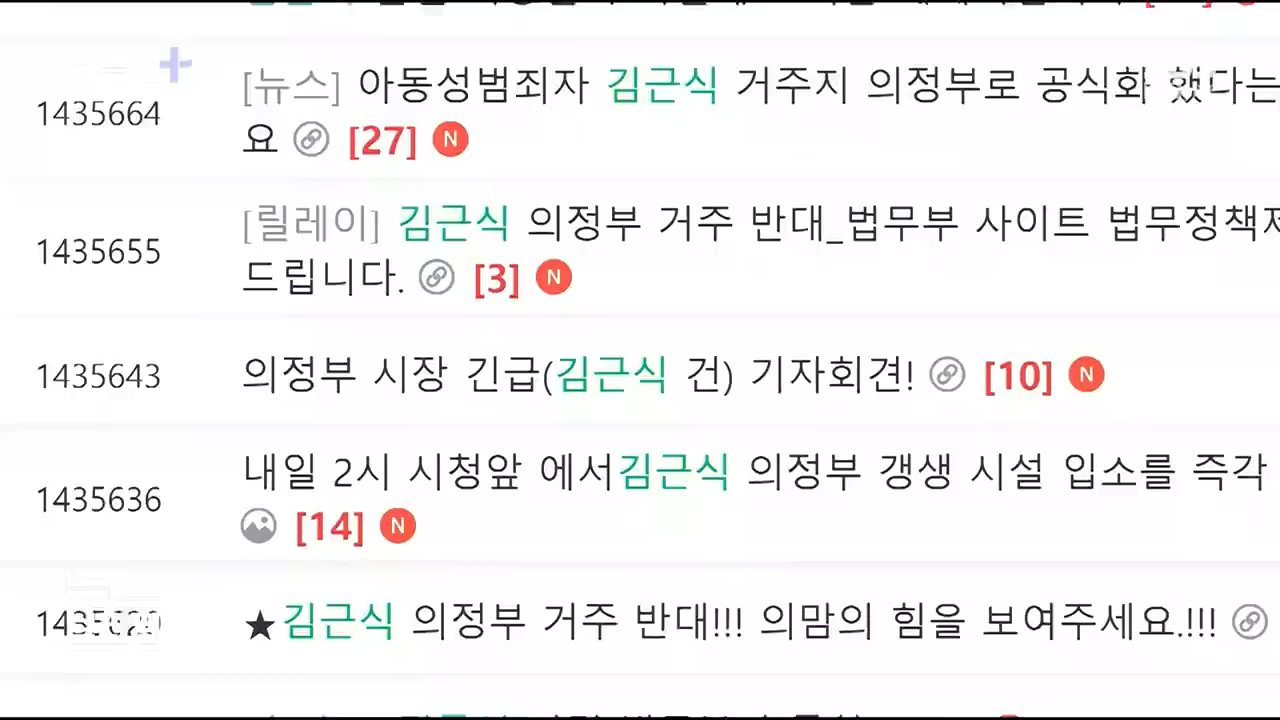 1435664
[뉴스] 아동성범죄자 김근식 거주지 의정부로 공식화 했다는
요 [27] N
1435655
[릴레이] 김근식 의정부 거주 반대_법무부 사이트 법무정책제
드립니다. [3] N
1435643
의정부 시장 긴급(김근식 건) 기자회견! [10] N
1435636
내일 2시 시청앞 에서김근식 의정부 갱생 시설 입소를 즉각
[14] N
★김근식 의정부 거주 반대!!! 의맘의 힘을 보여주세요.!!!